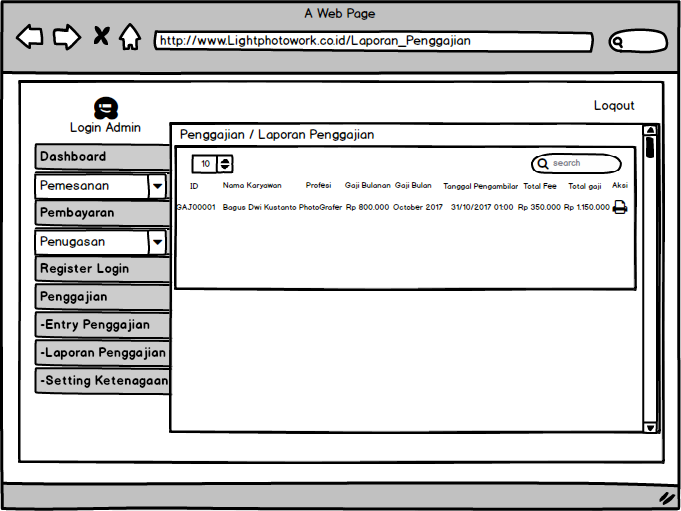 A Web Page
http://www.Lightphotowork.co.id/Laporan_Penggajian
Logout
Login Admin
Penggajian / Laporan Penggajian
Dashboard
10
search
Pemesanan
ID Nama Karyawan Profesi Gaji Bulanan Gaji Bulan Tanggal Pengambilar Total Fee Total gaji Aksi
GAJ00001 Bagus Dwi Kustanto PhotoGrafer Rp 800.000 October 2017 31/10/2017 01:00 Rp 350.000 Rp 1.150.000
Pembayaran
Penugasan
Register Login
Penggajian
-Entry Penggajian
-Laporan Penggajian
-Setting Ketenagaan